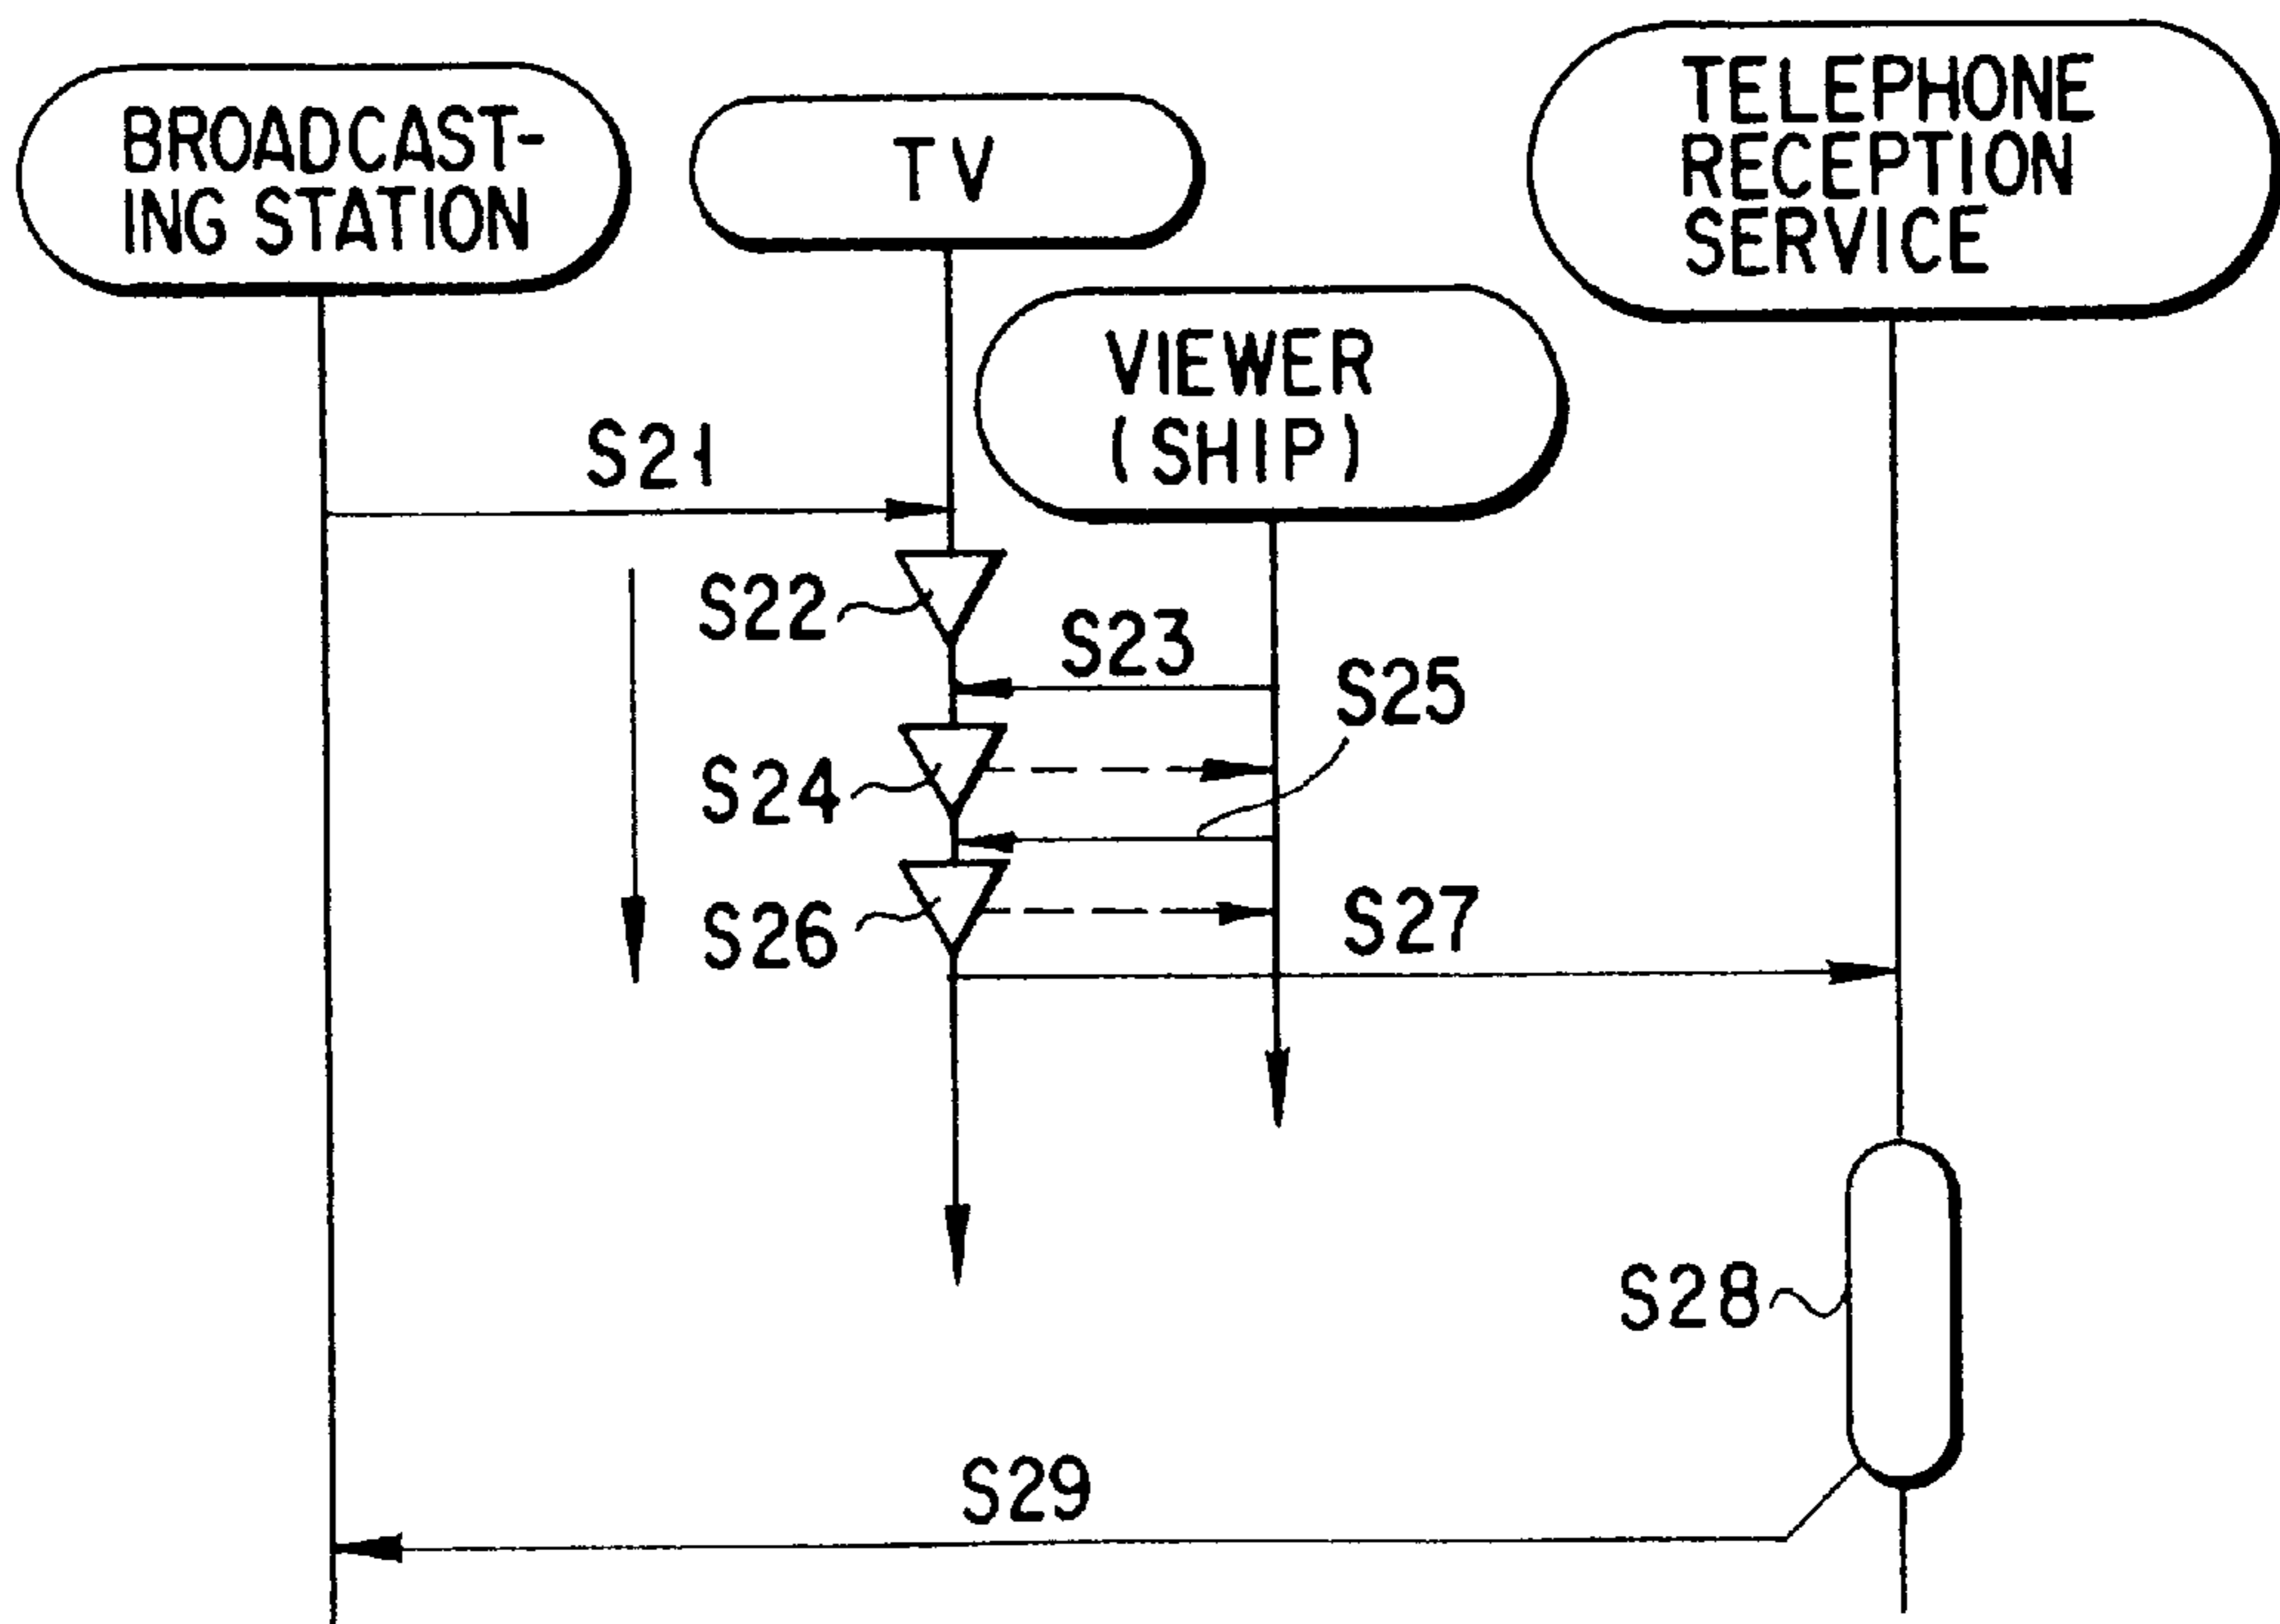 BROADCAST-
ING STATION
TV
TELEPHONE
RECEPTION
SERVICE
VIEWER
(SHIP)
S21
S22
S23
S25
S24
S26
S27
S28
S29